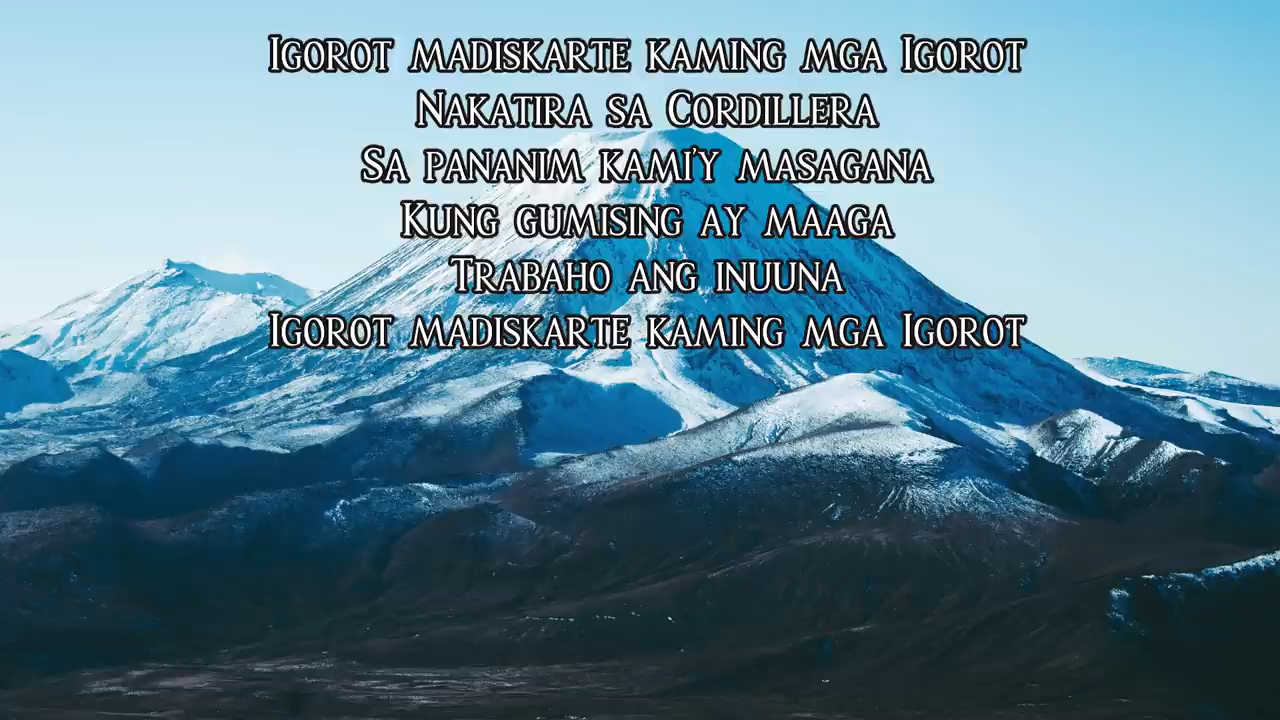 Igorot madiskarte kaming mga Igorot
Nakatira sa Cordillera
Sa pananim kami'y masagana
Kung gumising ay maaga
Trabaho ang inuuna
Igorot madiskarte kaming mga Igorot